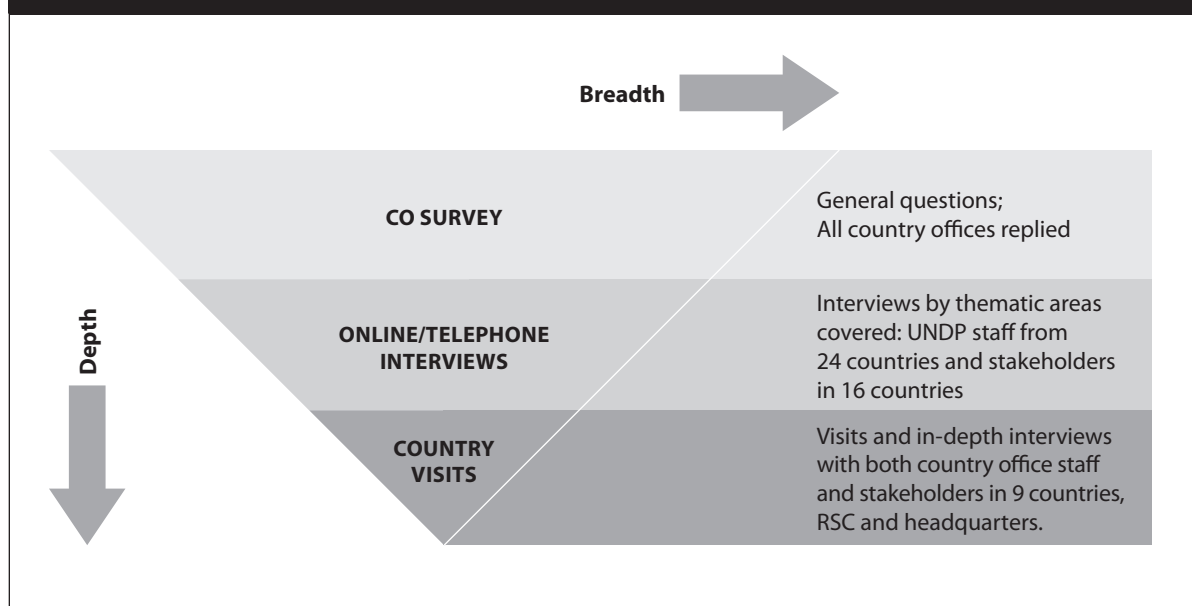 Breadth
CO SURVEY
General questions;
All country offices replied
Depth
ONLINE/TELEPHONE
INTERVIEWS
Interviews by thematic areas
covered: UNDP staff from
24 countries and stakeholders
in 16 countries
COUNTRY
VISITS
Visits and in-depth interviews
with both country office staff
and stakeholders in 9 countries,
RSC and headquarters.